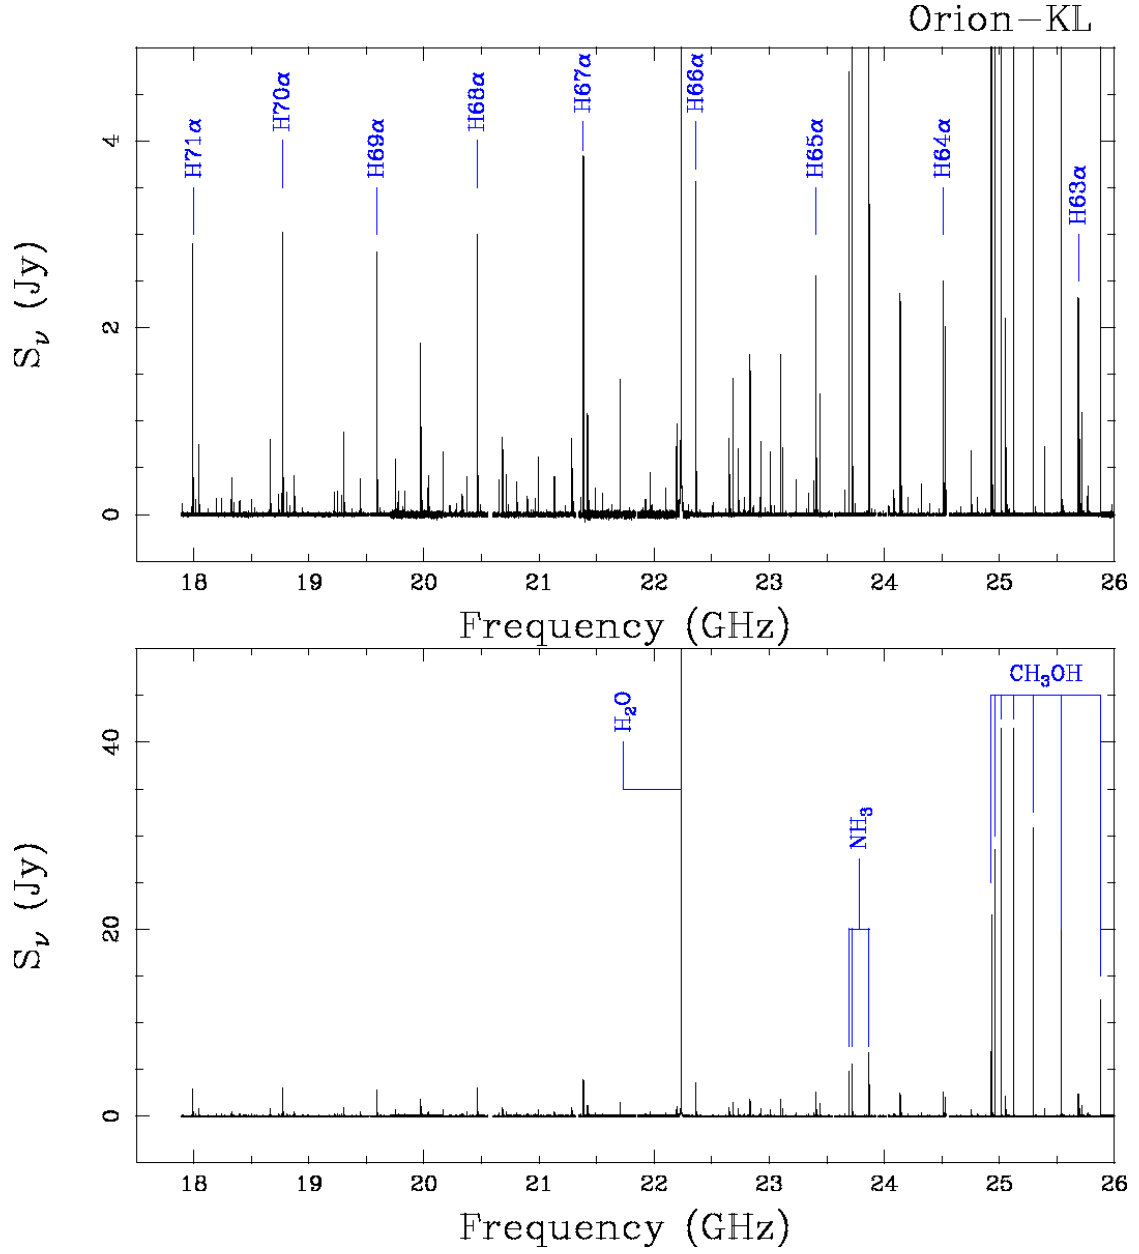 Orion−KL
H71α
H70α
H69α
H68α
H67α
H66α
H65α
H64α
H63α
4
2
0
S_ν (Jy)
18 19 20 21 22 23 24 25 26
Frequency (GHz)
CH₃OH
H₂O
NH₃
40
20
0
S_ν (Jy)
18 19 20 21 22 23 24 25 26
Frequency (GHz)